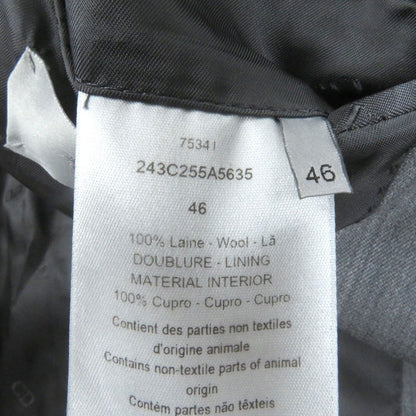 75341
243C255A5635
46
46
100% Laine - Wool - Lã
DOUBLURE - LINING
MATERIAL INTERIOR
100% Cupro - Cupro - Cupro
Contient des parties non textiles
d'origine animale
Contains non-textile parts of animal
origin
Contém partes não têxteis
CD